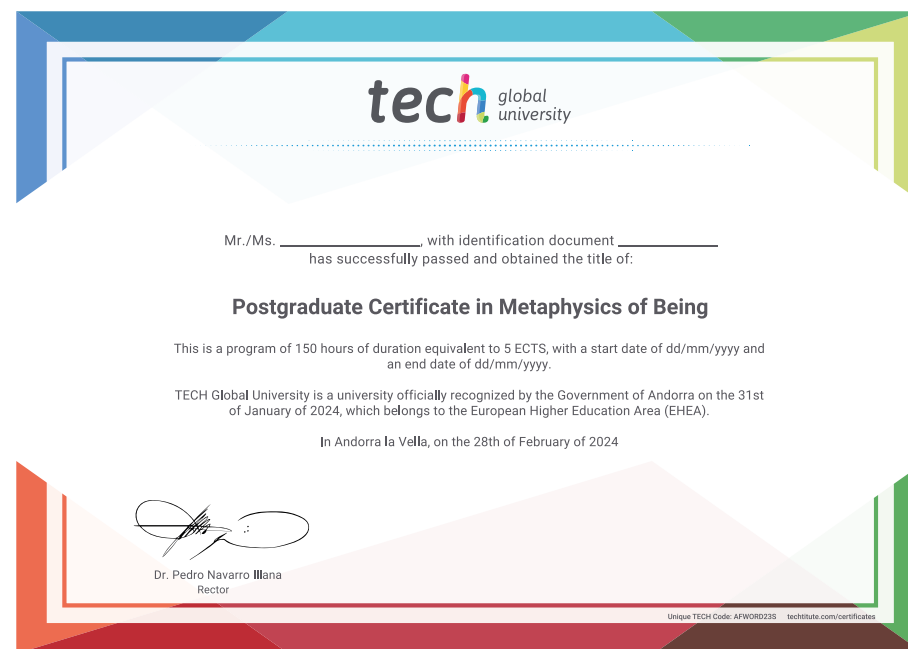 tech global
university
Mr./Ms. ____________________, with identification document ______________
has successfully passed and obtained the title of:
Postgraduate Certificate in Metaphysics of Being
This is a program of 150 hours of duration equivalent to 5 ECTS, with a start date of dd/mm/yyyy and
an end date of dd/mm/yyyy.
TECH Global University is a university officially recognized by the Government of Andorra on the 31st
of January of 2024, which belongs to the European Higher Education Area (EHEA).
In Andorra la Vella, on the 28th of February of 2024
Dr. Pedro Navarro Illana
Rector
Unique TECH Code: AFWORD23S techtitute.com/certificates